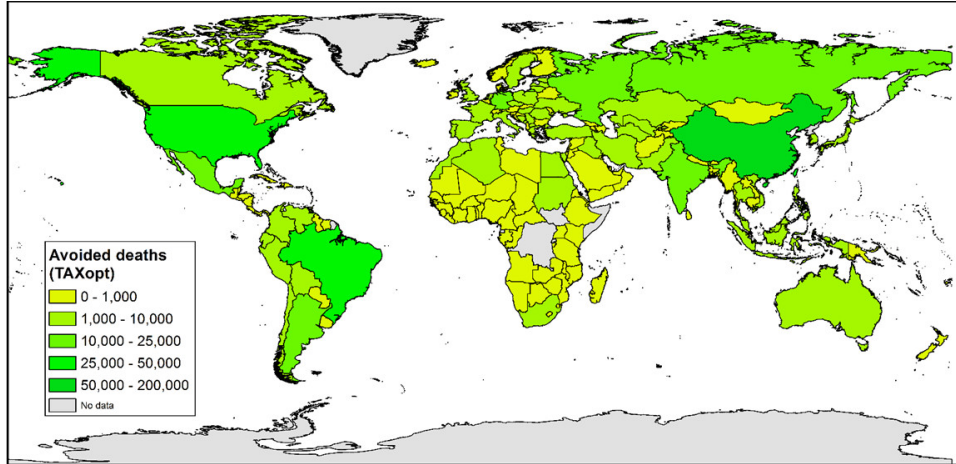 Avoided deaths
(TAXopt)
0 - 1,000
1,000 - 10,000
10,000 - 25,000
25,000 - 50,000
50,000 - 200,000
No data